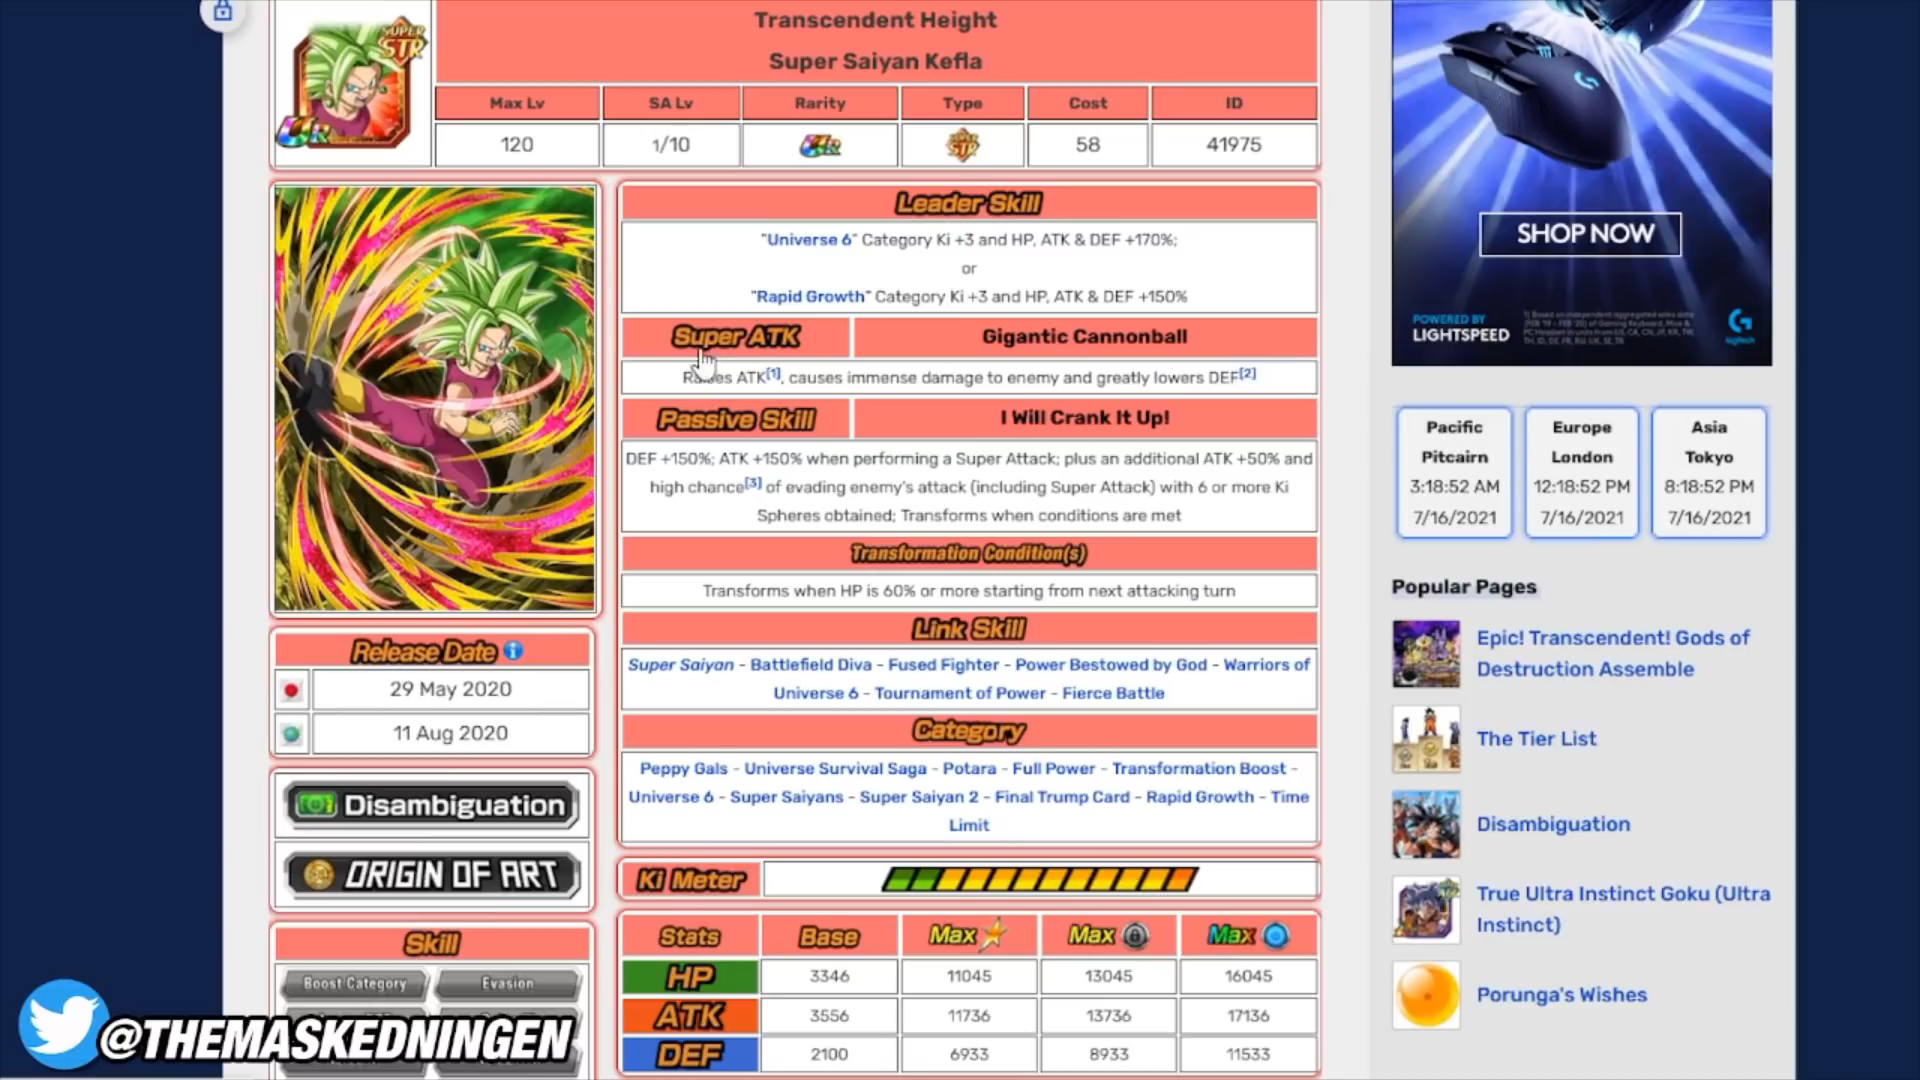 Transcendent Height
Super Saiyan Kefla
SUPER
STR
UR
Max Lv
SA Lv
Rarity
Type
Cost
ID
120
1/10
UR
SUPER
STR
58
41975
Leader Skill
"Universe 6" Category Ki +3 and HP, ATK & DEF +170%;
or
"Rapid Growth" Category Ki +3 and HP, ATK & DEF +150%
Super ATK
Gigantic Cannonball
Raises ATK[1], causes immense damage to enemy and greatly lowers DEF[2]
Passive Skill
I Will Crank It Up!
DEF +150%; ATK +150% when performing a Super Attack; plus an additional ATK +50% and
high chance[3] of evading enemy's attack (including Super Attack) with 6 or more Ki
Spheres obtained; Transforms when conditions are met
Transformation Condition(s)
Transforms when HP is 60% or more starting from next attacking turn
Link Skill
Super Saiyan - Battlefield Diva - Fused Fighter - Power Bestowed by God - Warriors of
Universe 6 - Tournament of Power - Fierce Battle
Category
Peppy Gals - Universe Survival Saga - Potara - Full Power - Transformation Boost -
Universe 6 - Super Saiyans - Super Saiyan 2 - Final Trump Card - Rapid Growth - Time
Limit
Ki Meter
Stats
Base
Max
Max
Max
HP
3346
11045
13045
16045
ATK
3556
11736
13736
17136
DEF
2100
6933
8933
11533
Release Date
29 May 2020
11 Aug 2020
Disambiguation
ORIGIN OF ART
Skill
Boost Category
Evasion
@THEMASKEDNINGEN
SHOP NOW
POWERED BY
LIGHTSPEED
logitech
Pacific
Pitcairn
3:18:52 AM
7/16/2021
Europe
London
12:18:52 PM
7/16/2021
Asia
Tokyo
8:18:52 PM
7/16/2021
Popular Pages
Epic! Transcendent! Gods of
Destruction Assemble
The Tier List
Disambiguation
True Ultra Instinct Goku (Ultra
Instinct)
Porunga's Wishes